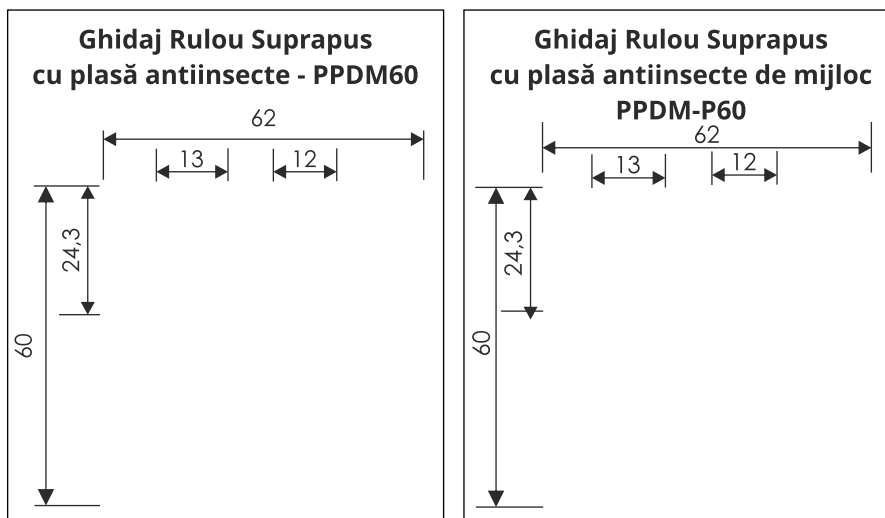 Ghidaj Rulou Suprapus
cu plasă antiinsecte - PPDM60
62
13
12
24,3
60
Ghidaj Rulou Suprapus
cu plasă antiinsecte de mijloc
PPDM-P60
62
13
12
24,3
60